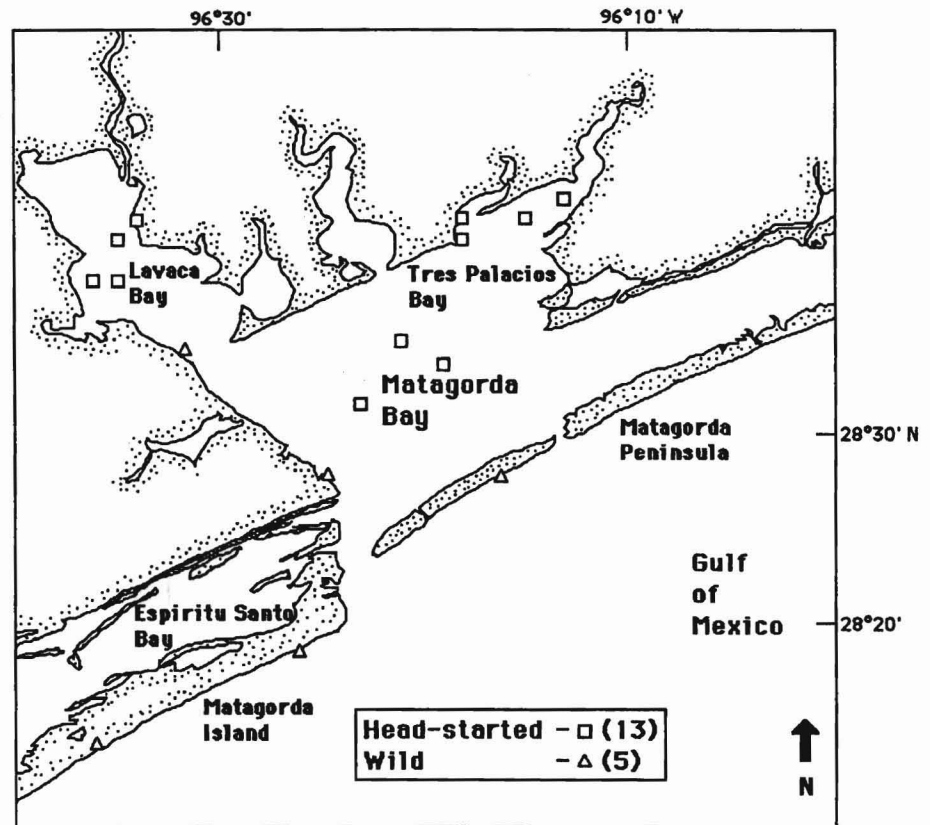 96°30'
96°10' W
Lavaca
Bay
Tres Palacios
Bay
Matagorda
Bay
Matagorda
Peninsula
28°30' N
Gulf
of
Mexico
Espiritu Santo
Bay
28°20'
Matagorda
Island
Head-started - □ (13)
Wild - △ (5)
N